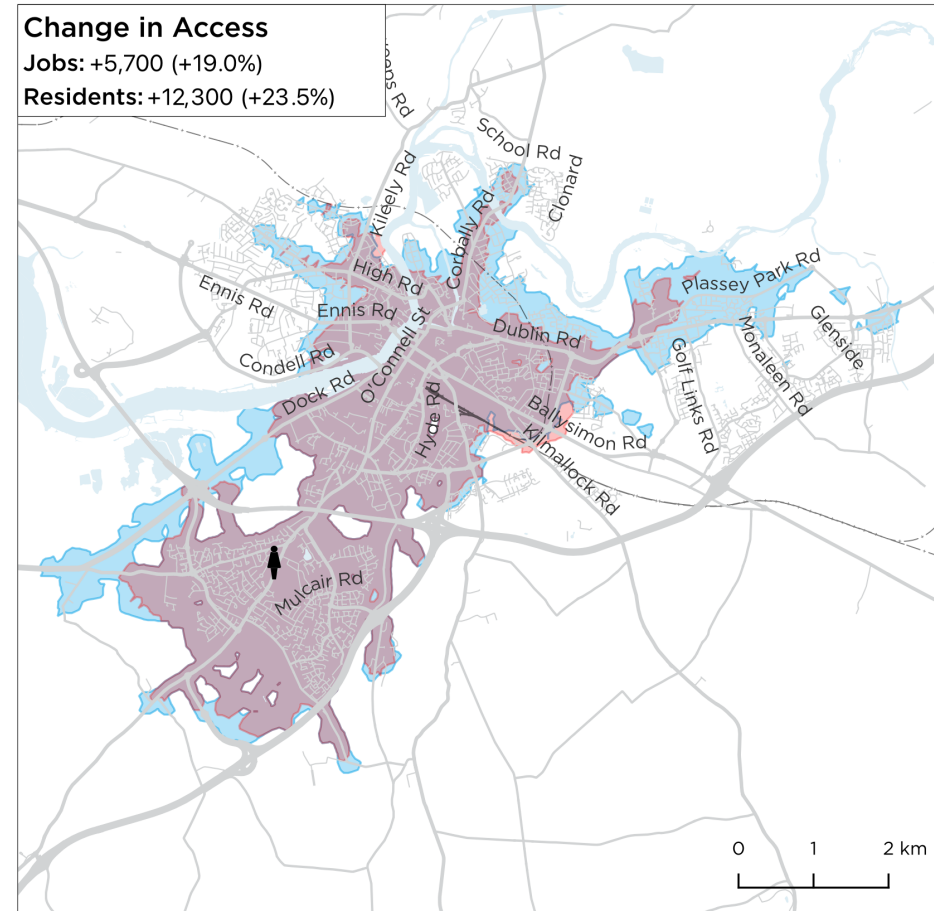 Change in Access
Jobs: +5,700 (+19.0%)
Residents: +12,300 (+23.5%)
School Rd
Clonard
Kileely Rd
Corbally Rd
High Rd
Ennis Rd
Ennis Rd
Plassey Park Rd
Glenside
Dublin Rd
O'Connell St
Condell Rd
Monaleen Rd
Golf Links Rd
Dock Rd
Hyde Rd
Ballysimon Rd
Kilmallock Rd
Mulcair Rd
0 1 2 km